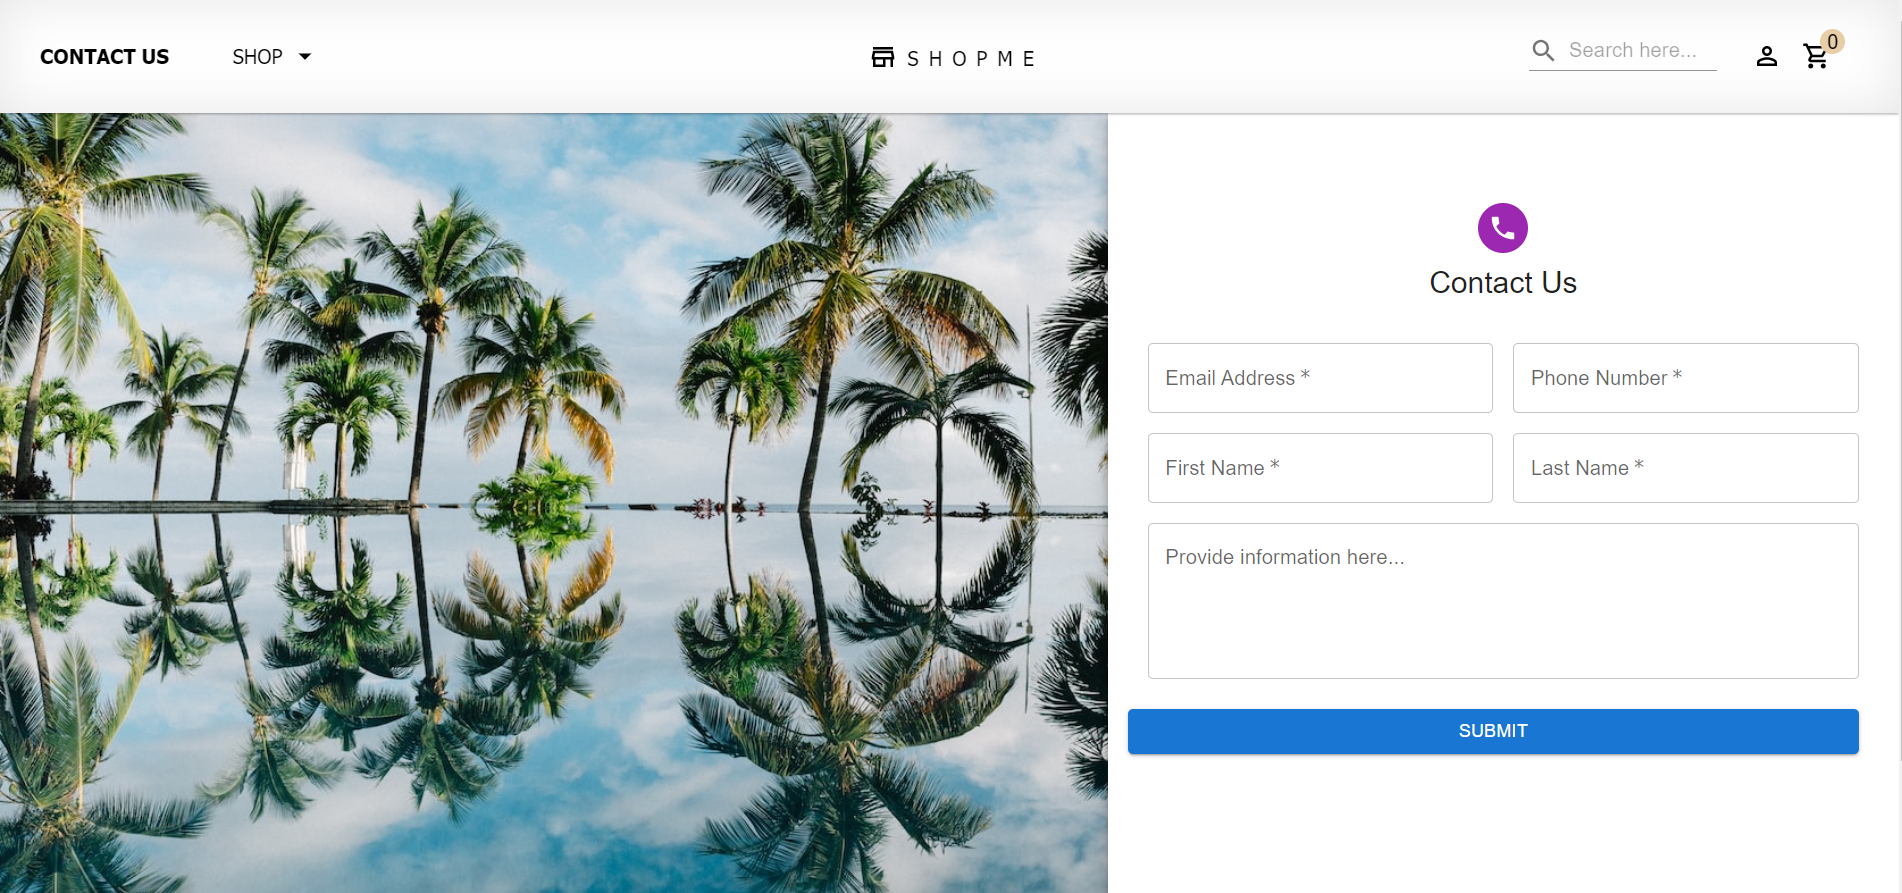 CONTACT US SHOP SHOPME Search here... 0
Contact Us
Email Address * Phone Number *
First Name * Last Name *
Provide information here...
SUBMIT